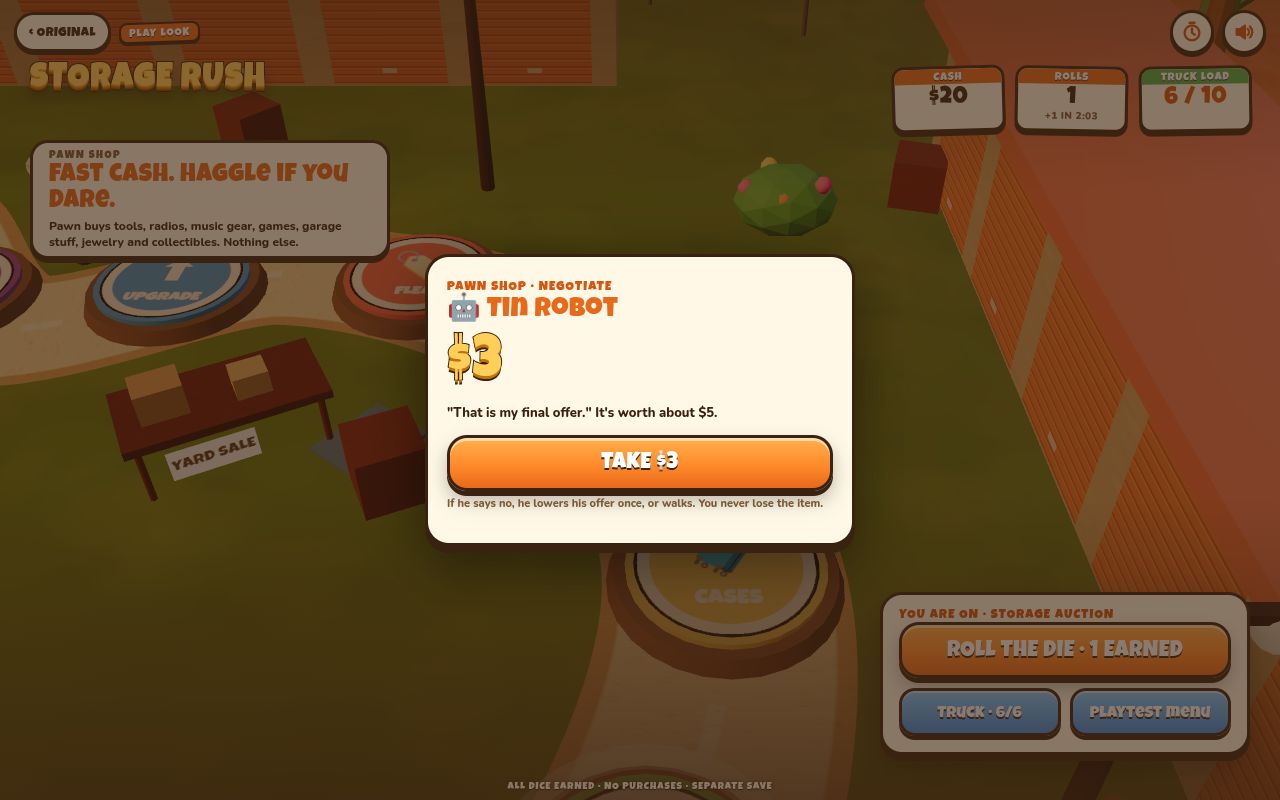 ‹ ORIGINAL
PLAY LOOK
STORAGE RUSH
CASH
$20
ROLLS
1
+1 IN 2:03
TRUCK LOAD
6 / 10
PAWN SHOP
FAST CASH. HAGGLE IF YOU
DARE.
Pawn buys tools, radios, music gear, games, garage
stuff, jewelry and collectibles. Nothing else.
UPGRADE
YARD SALE
PAWN SHOP · NEGOTIATE
TIN ROBOT
$3
"That is my final offer." It's worth about $5.
TAKE $3
If he says no, he lowers his offer once, or walks. You never lose the item.
CASES
YOU ARE ON · STORAGE AUCTION
ROLL THE DIE · 1 EARNED
TRUCK · 6/6
PLAYTEST MENU
ALL DICE EARNED · NO PURCHASES · SEPARATE SAVE